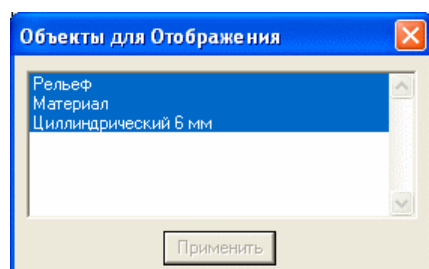 Объекты для Отображения
Рельеф
Материал
Циллиндрический 6 мм
Применить